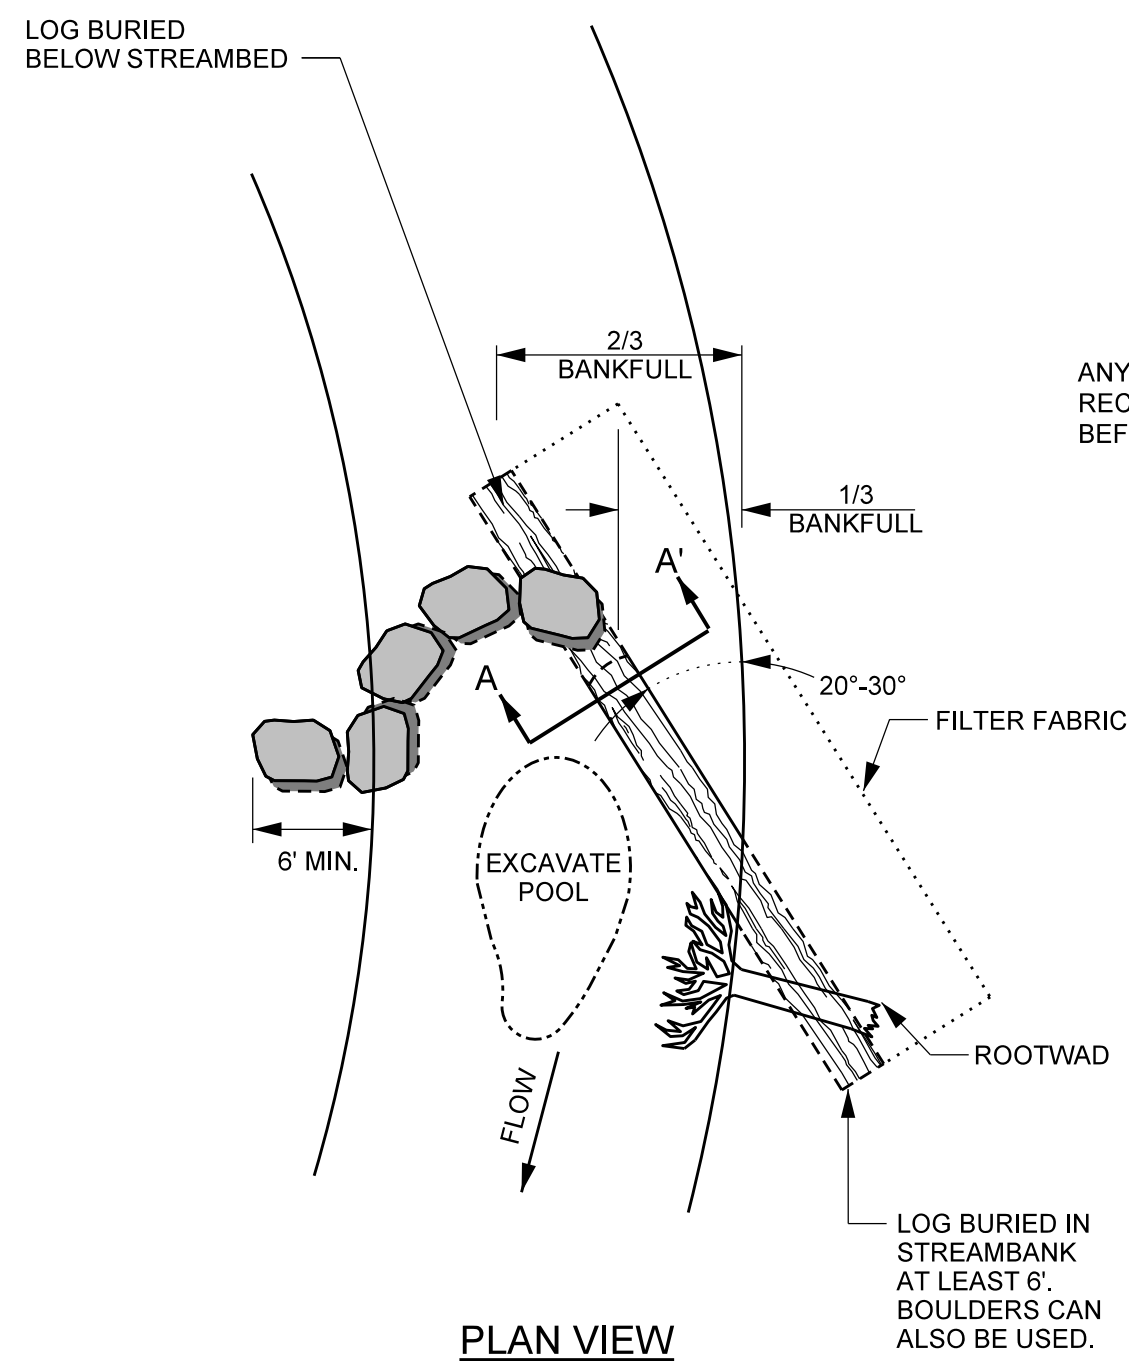 LOG BURIED
BELOW STREAMBED
2/3
BANKFULL
ANY
1/3
BANKFULL
A'
A
20°-30°
FILTER FABRIC
6' MIN.
EXCAVATE
POOL
ROOTWAD
FLOW
LOG BURIED IN
STREAMBANK
AT LEAST 6'.
BOULDERS CAN
ALSO BE USED.
PLAN VIEW